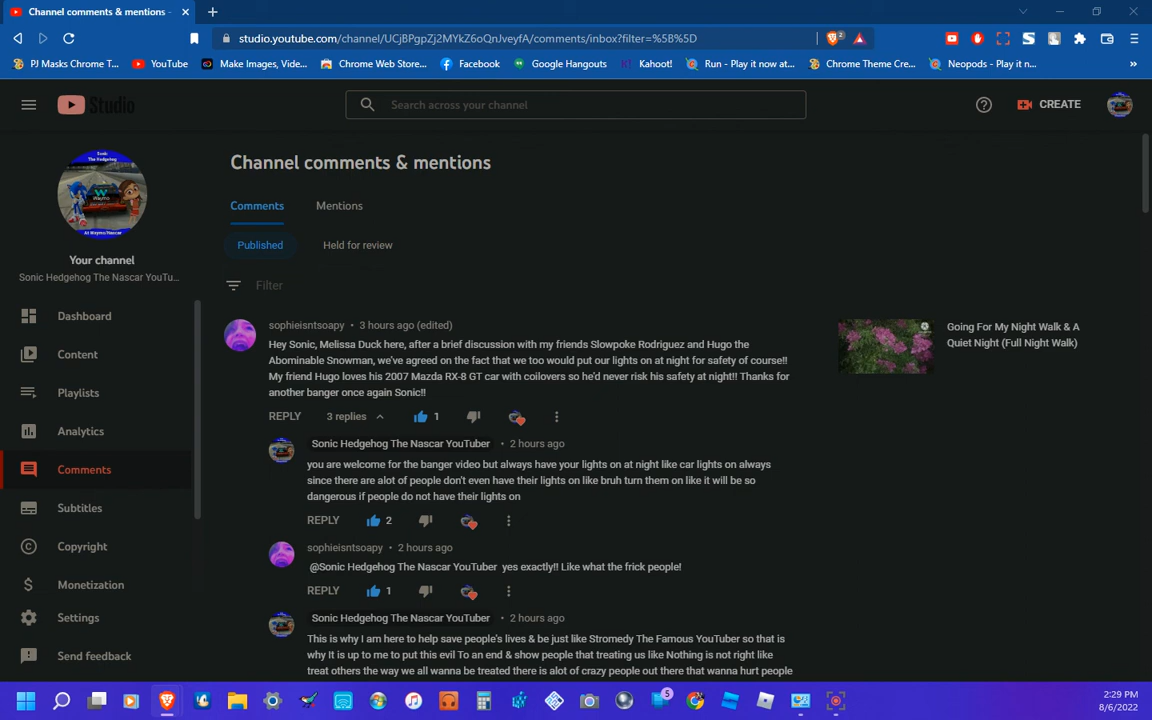 Channel comments & mentions -
studio.youtube.com/channel/UCjBPgpZj2MYkZ6oQnJveyfA/comments/inbox?filter=%5B%5D
2
PJ Masks Chrome T...
YouTube
Make Images, Vide...
Chrome Web Store...
Facebook
Google Hangouts
Kahoot!
Run - Play it now at...
Chrome Theme Cre...
Neopods - Play it n...
»
Studio
Search across your channel
CREATE
Sonic
The Hedgehog
Waymo
At Waymo/Nascar
Your channel
Sonic Hedgehog The Nascar YouTu...
Dashboard
Content
Playlists
Analytics
Comments
Subtitles
Copyright
Monetization
Settings
Send feedback
Channel comments & mentions
Comments
Mentions
Published
Held for review
Filter
sophieisntsoapy • 3 hours ago (edited)
Hey Sonic, Melissa Duck here, after a brief discussion with my friends Slowpoke Rodriguez and Hugo the
Abominable Snowman, we've agreed on the fact that we too would put our lights on at night for safety of course!!
My friend Hugo loves his 2007 Mazda RX-8 GT car with coilovers so he'd never risk his safety at night!! Thanks for
another banger once again Sonic!!
REPLY 3 replies 1
Going For My Night Walk & A
Quiet Night (Full Night Walk)
Sonic Hedgehog The Nascar YouTuber • 2 hours ago
you are welcome for the banger video but always have your lights on at night like car lights on always
since there are alot of people don't even have their lights on like bruh turn them on like it will be so
dangerous if people do not have their lights on
REPLY 2
sophieisntsoapy • 2 hours ago
@Sonic Hedgehog The Nascar YouTuber yes exactly!! Like what the frick people!
REPLY 1
Sonic Hedgehog The Nascar YouTuber • 2 hours ago
This is why I am here to help save people's lives & be just like Stromedy The Famous YouTuber so that is
why It is up to me to put this evil To an end & show people that treating us like Nothing is not right like
treat others the way we all wanna be treated there is alot of crazy people out there that wanna hurt people
5
2:29 PM
8/6/2022